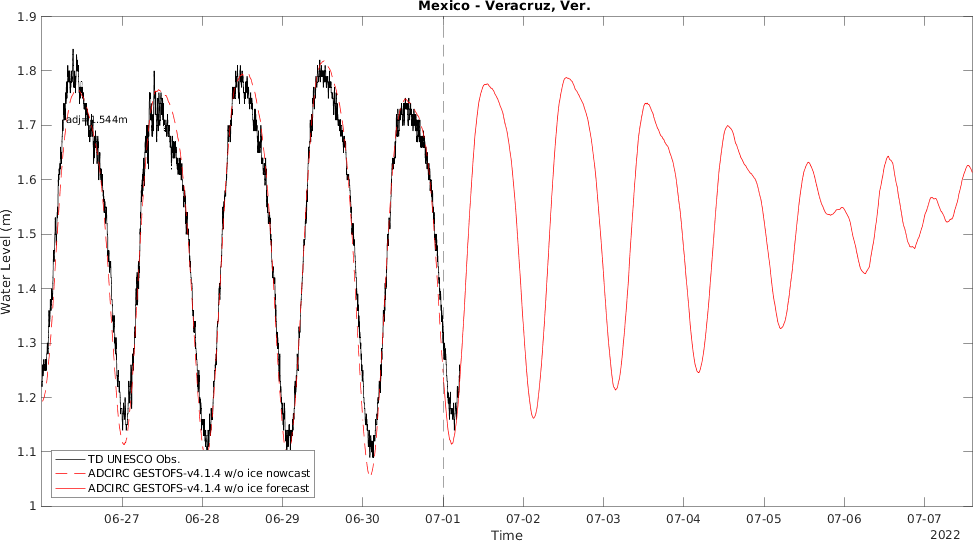 Mexico - Veracruz, Ver.
1.9
1.8
1.7
1.6
1.5
1.4
1.3
1.2
1.1
1
Water Level (m)
adj=1.544m
TD UNESCO Obs.
ADCIRC GESTOFS-v4.1.4 w/o ice nowcast
ADCIRC GESTOFS-v4.1.4 w/o ice forecast
06-27 06-28 06-29 06-30 07-01 07-02 07-03 07-04 07-05 07-06 07-07
Time
2022